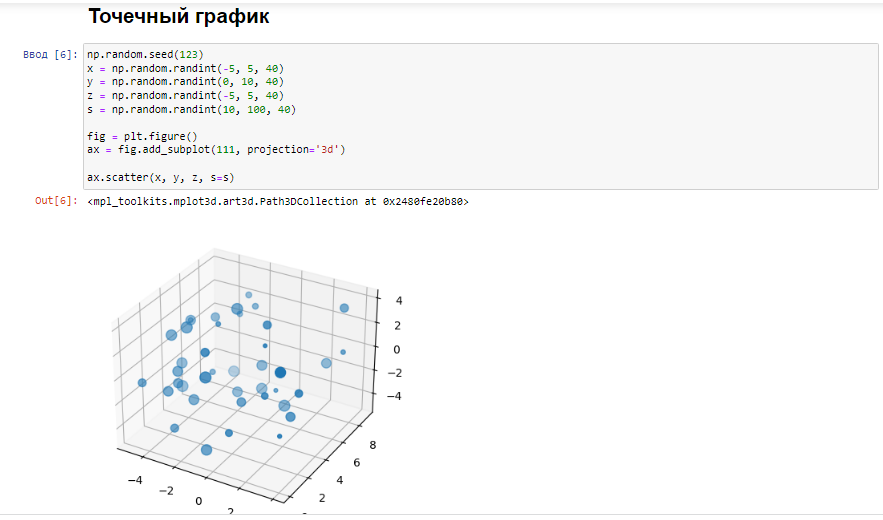 Точечный график
Ввод [6]:
np.random.seed(123)
x = np.random.randint(-5, 5, 40)
y = np.random.randint(0, 10, 40)
z = np.random.randint(-5, 5, 40)
s = np.random.randint(10, 100, 40)
fig = plt.figure()
ax = fig.add_subplot(111, projection='3d')
ax.scatter(x, y, z, s=s)
Out[6]: <mpl_toolkits.mplot3d.art3d.Path3DCollection at 0x2480fe20b80>
4
2
0
−2
−4
8
6
4
2
−4
−2
0
2